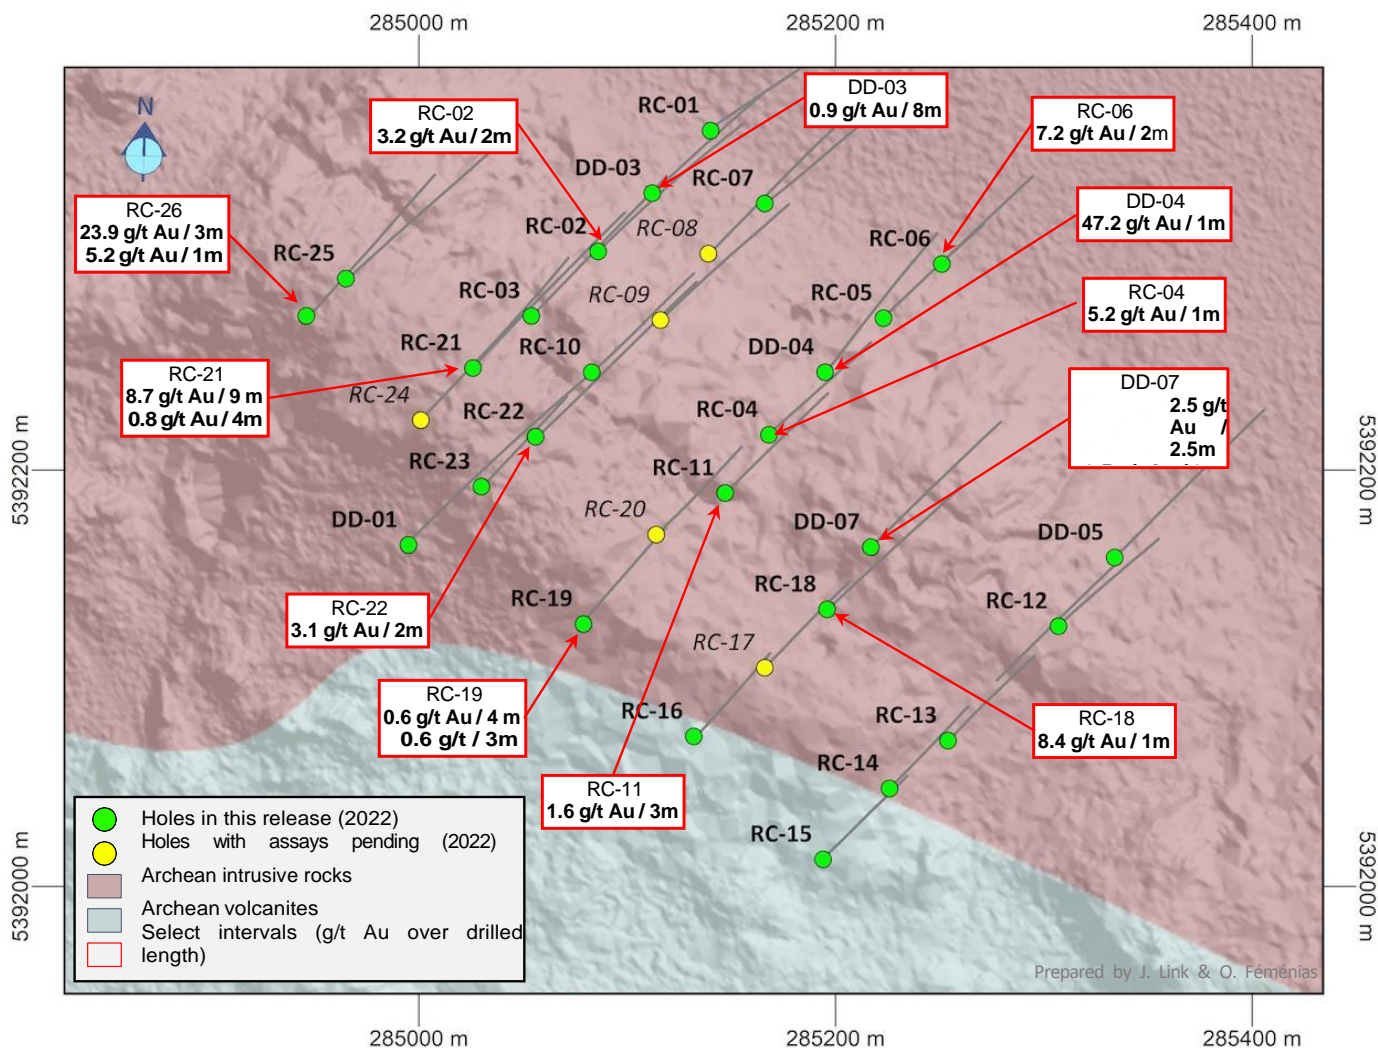 285000 m
285200 m
285400 m
N
RC-01
DD-03
0.9 g/t Au / 8m
RC-02
3.2 g/t Au / 2m
RC-06
7.2 g/t Au / 2m
DD-03
RC-07
RC-26
23.9 g/t Au / 3m
5.2 g/t Au / 1m
DD-04
47.2 g/t Au / 1m
RC-02
RC-08
RC-25
RC-06
RC-03
RC-09
RC-05
RC-04
5.2 g/t Au / 1m
RC-21
RC-10
DD-04
RC-21
8.7 g/t Au / 9 m
0.8 g/t Au / 4m
RC-24
DD-07
2.5 g/t
Au /
2.5m
RC-22
RC-04
RC-23
RC-11
5392200 m
5392200 m
DD-01
RC-20
DD-07
DD-05
RC-18
RC-22
3.1 g/t Au / 2m
RC-19
RC-12
RC-17
RC-19
0.6 g/t Au / 4 m
0.6 g/t / 3m
RC-16
RC-13
RC-18
8.4 g/t Au / 1m
RC-14
RC-11
1.6 g/t Au / 3m
RC-15
Holes in this release (2022)
Holes with assays pending (2022)
Archean intrusive rocks
Archean volcanites
Select intervals (g/t Au over drilled
length)
5392000 m
5392000 m
Prepared by J. Link & O. Féménias
285000 m
285200 m
285400 m